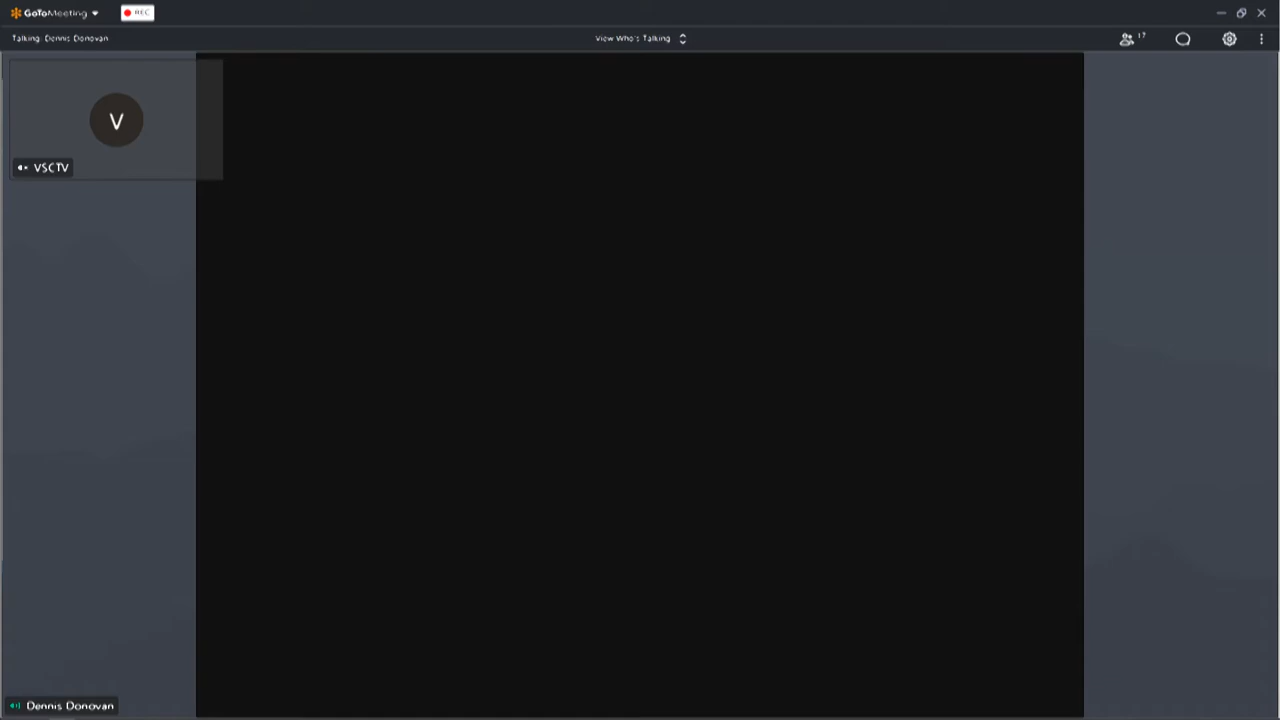 GoToMeeting
REC
Talking: Dennis Donovan
View Who's Talking
17
V
VSCTV
Dennis Donovan